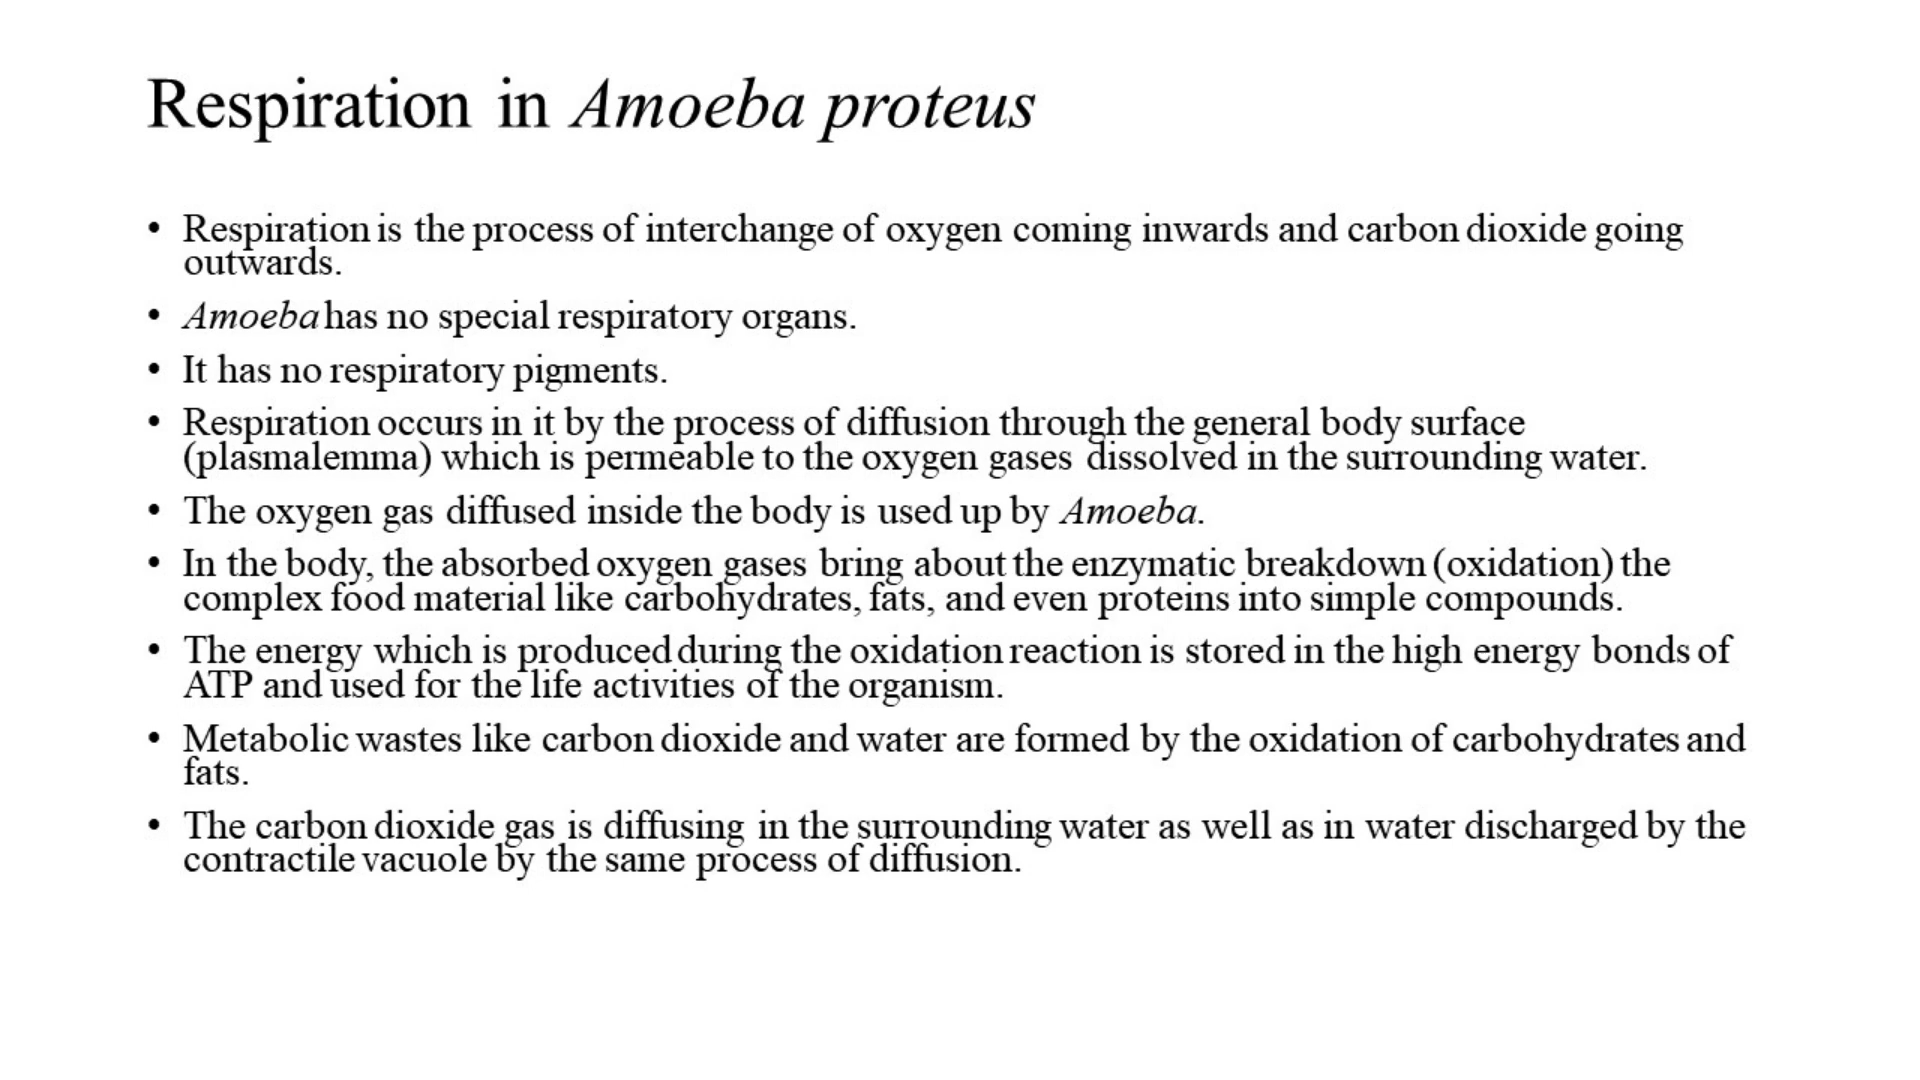 Respiration in Amoeba proteus
• Respiration is the process of interchange of oxygen coming inwards and carbon dioxide going
outwards.
• Amoeba has no special respiratory organs.
• It has no respiratory pigments.
• Respiration occurs in it by the process of diffusion through the general body surface
(plasmalemma) which is permeable to the oxygen gases dissolved in the surrounding water.
• The oxygen gas diffused inside the body is used up by Amoeba.
• In the body, the absorbed oxygen gases bring about the enzymatic breakdown (oxidation) the
complex food material like carbohydrates, fats, and even proteins into simple compounds.
• The energy which is produced during the oxidation reaction is stored in the high energy bonds of
ATP and used for the life activities of the organism.
• Metabolic wastes like carbon dioxide and water are formed by the oxidation of carbohydrates and
fats.
• The carbon dioxide gas is diffusing in the surrounding water as well as in water discharged by the
contractile vacuole by the same process of diffusion.